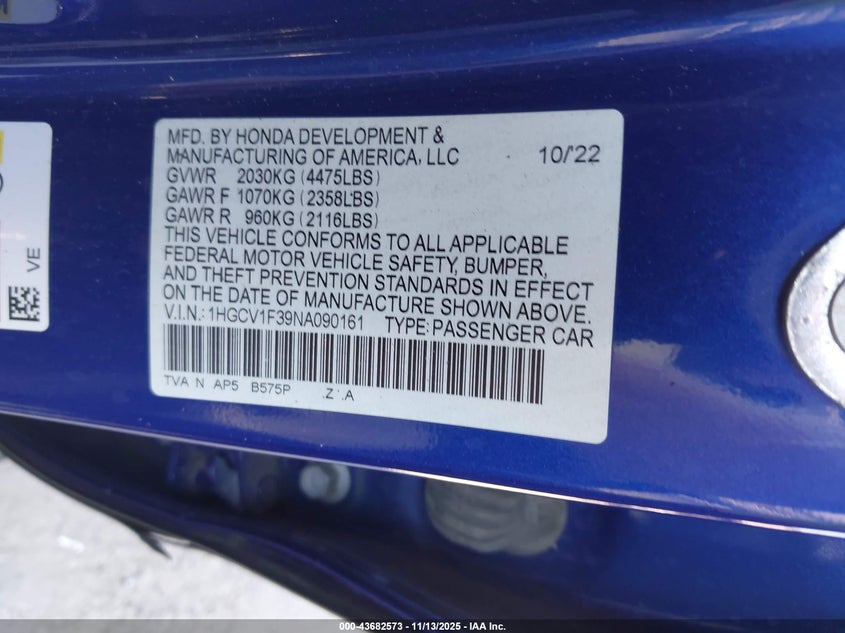 MFD. BY HONDA DEVELOPMENT &
MANUFACTURING OF AMERICA, LLC 10/'22
GVWR 2030KG (4475LBS)
GAWR F 1070KG (2358LBS)
GAWR R 960KG (2116LBS)
THIS VEHICLE CONFORMS TO ALL APPLICABLE
FEDERAL MOTOR VEHICLE SAFETY, BUMPER,
AND THEFT PREVENTION STANDARDS IN EFFECT
ON THE DATE OF MANUFACTURE SHOWN ABOVE.
V.I.N.: 1HGCV1F39NA090161 TYPE: PASSENGER CAR
TVA N AP5 B575P .Z '.A
VE
000-43682573 - 11/13/2025 - IAA Inc.